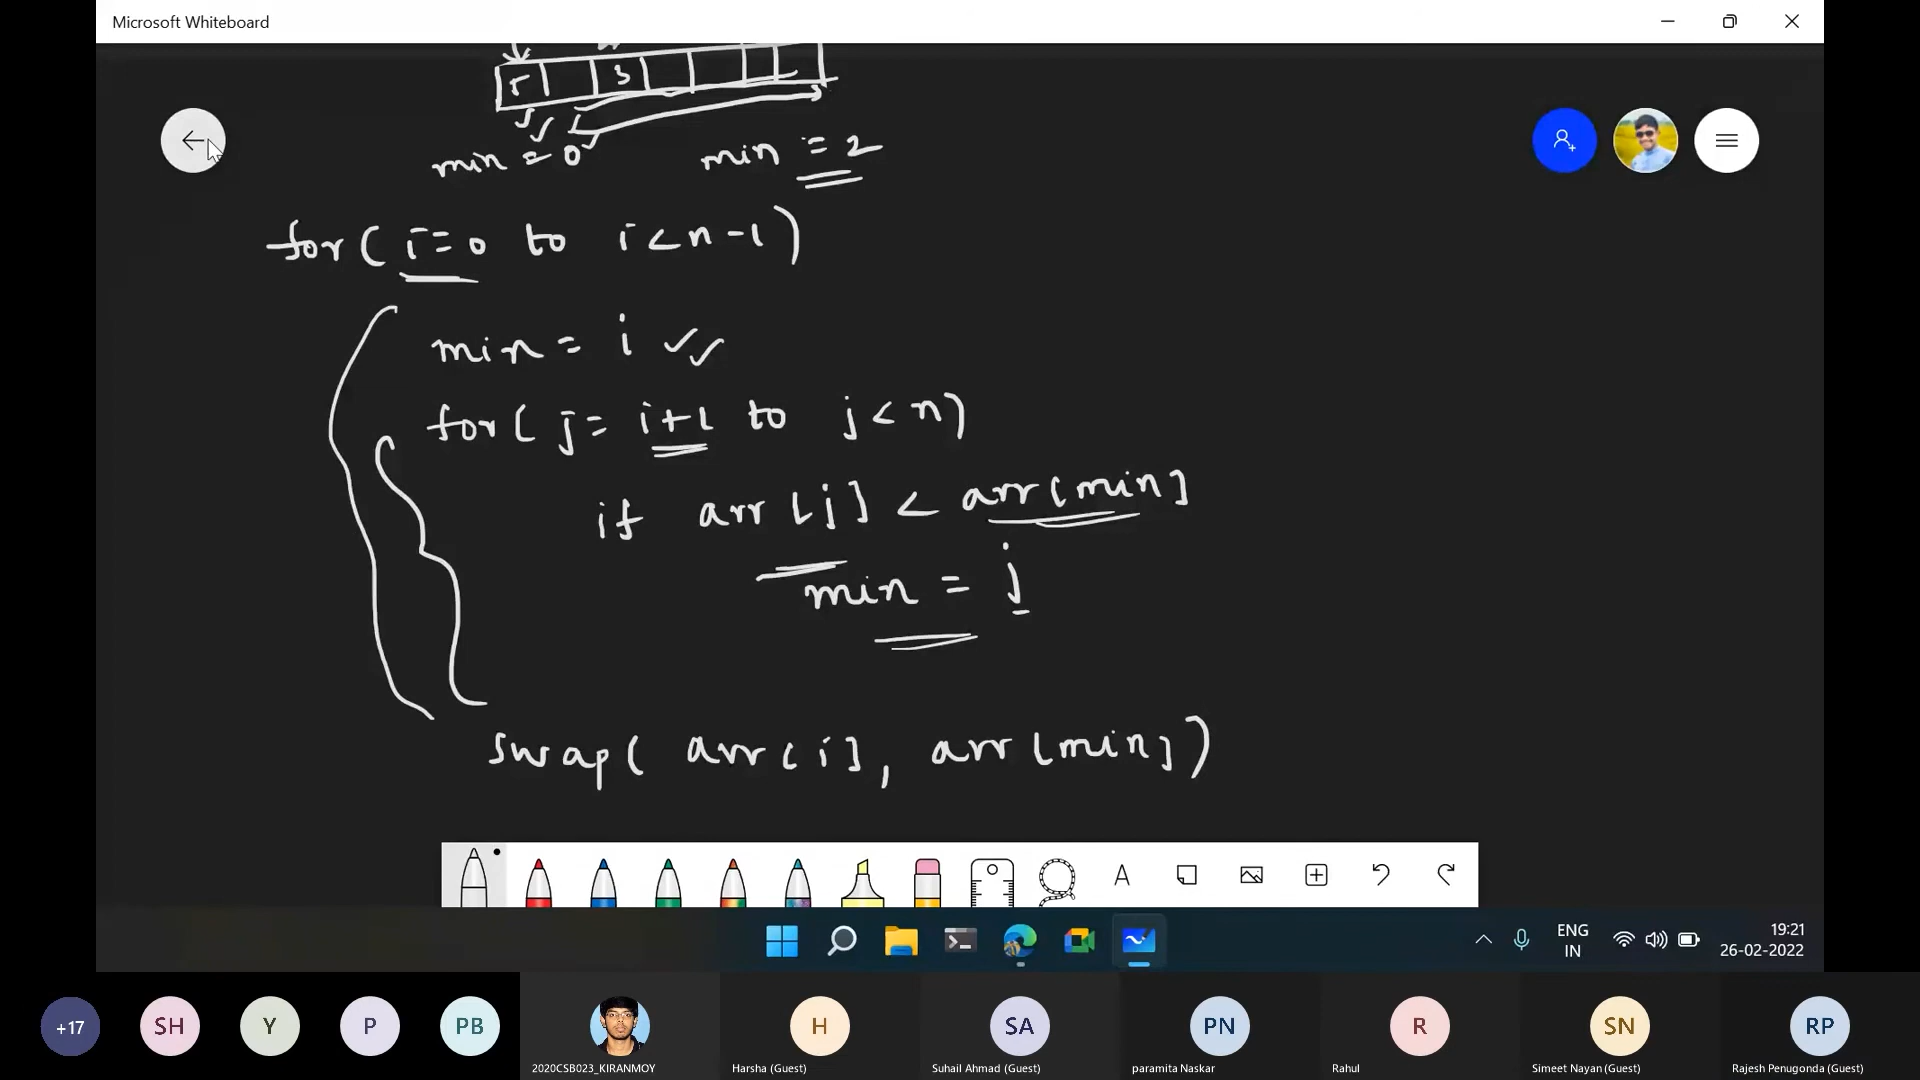 Microsoft Whiteboard
5 3
min = 0 min = 2
for( i=0 to i<n-1)
min = i
for( j= i+1 to j<n)
if arr[j] < arr[min]
min = j
swap( arr[i], arr[min])
A
ENG
IN
19:21
26-02-2022
+17
SH
Y
P
PB
2020CSB023_KIRANMOY
H
Harsha (Guest)
SA
Suhail Ahmad (Guest)
PN
paramita Naskar
R
Rahul
SN
Simeet Nayan (Guest)
RP
Rajesh Penugonda (Guest)